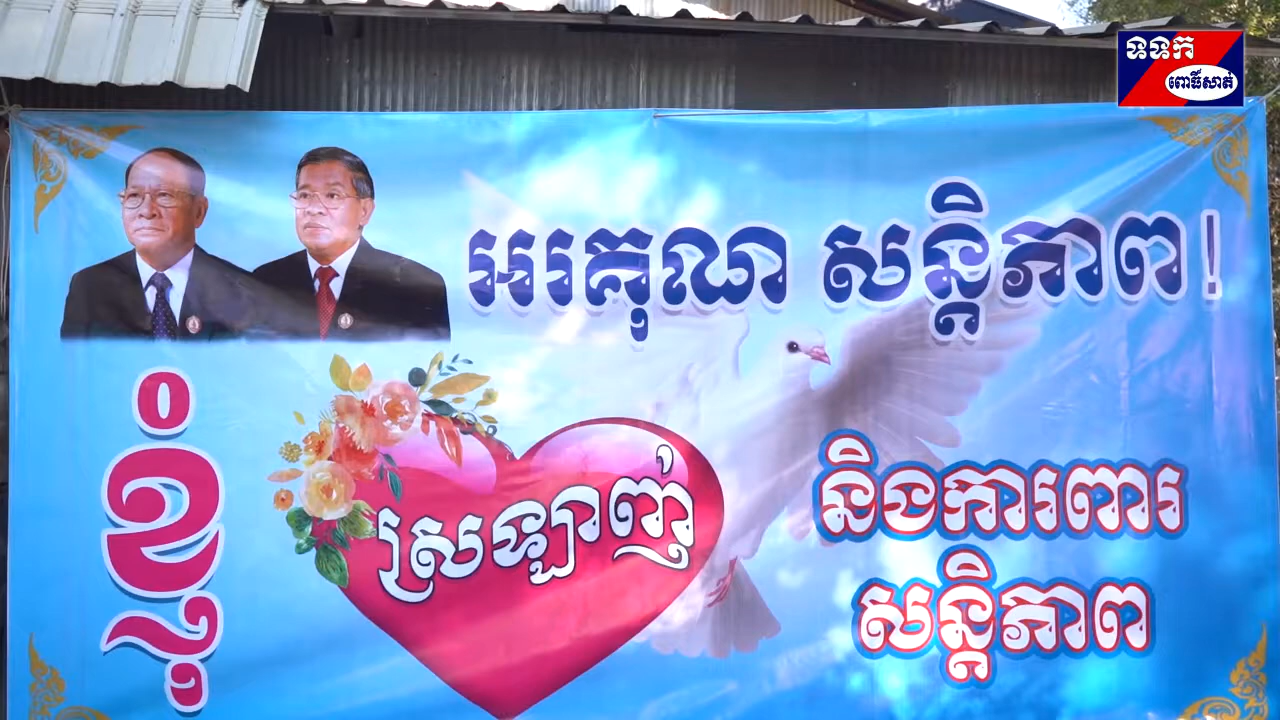 ទទក
ពោធិ៍សាត់
អរគុណ សន្តិភាព!
ខ្ញុំ
ស្រឡាញ់
និងការពារ
សន្តិភាព